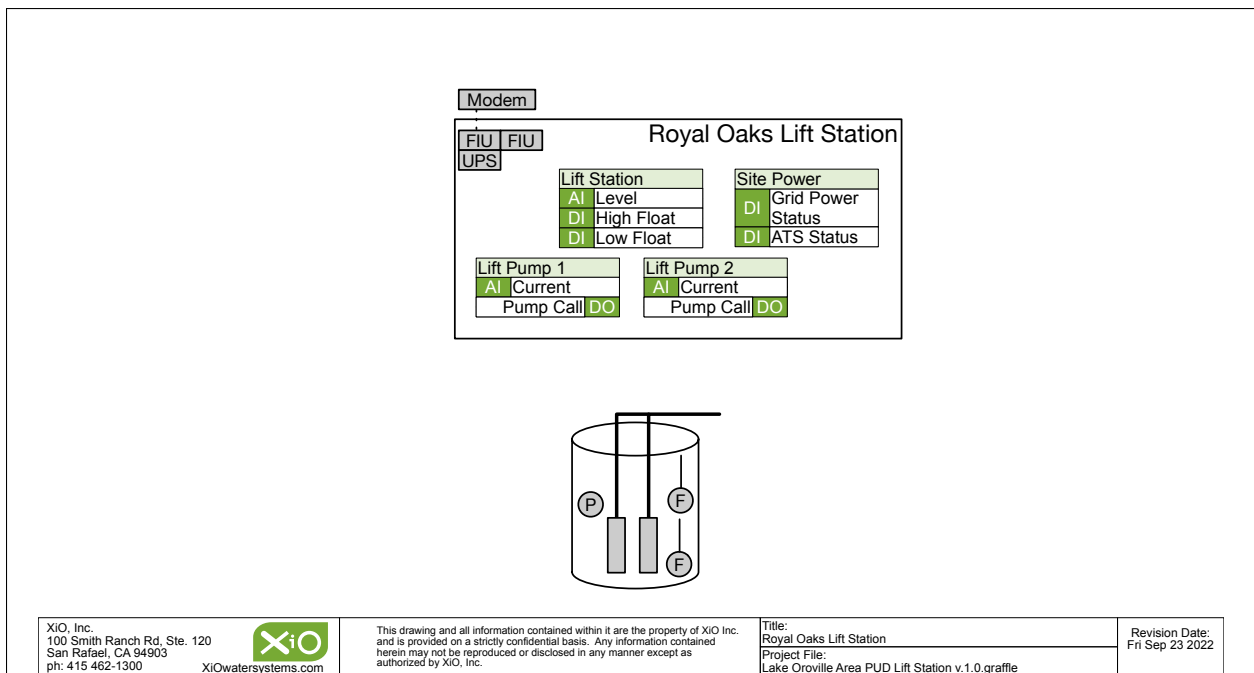 Modem
Royal Oaks Lift Station
FIU FIU
UPS
Lift Station
AI Level
DI High Float
DI Low Float
Site Power
DI Grid Power
Status
DI ATS Status
Lift Pump 1
AI Current
Pump Call DO
Lift Pump 2
AI Current
Pump Call DO
P
F
F
XiO, Inc.
100 Smith Ranch Rd, Ste. 120
San Rafael, CA 94903
ph: 415 462-1300
XiO
XiOwatersystems.com
This drawing and all information contained within it are the property of XiO Inc.
and is provided on a strictly confidential basis. Any information contained
herein may not be reproduced or disclosed in any manner except as
authorized by XiO, Inc.
Title:
Royal Oaks Lift Station
Project File:
Lake Oroville Area PUD Lift Station v.1.0.graffle
Revision Date:
Fri Sep 23 2022